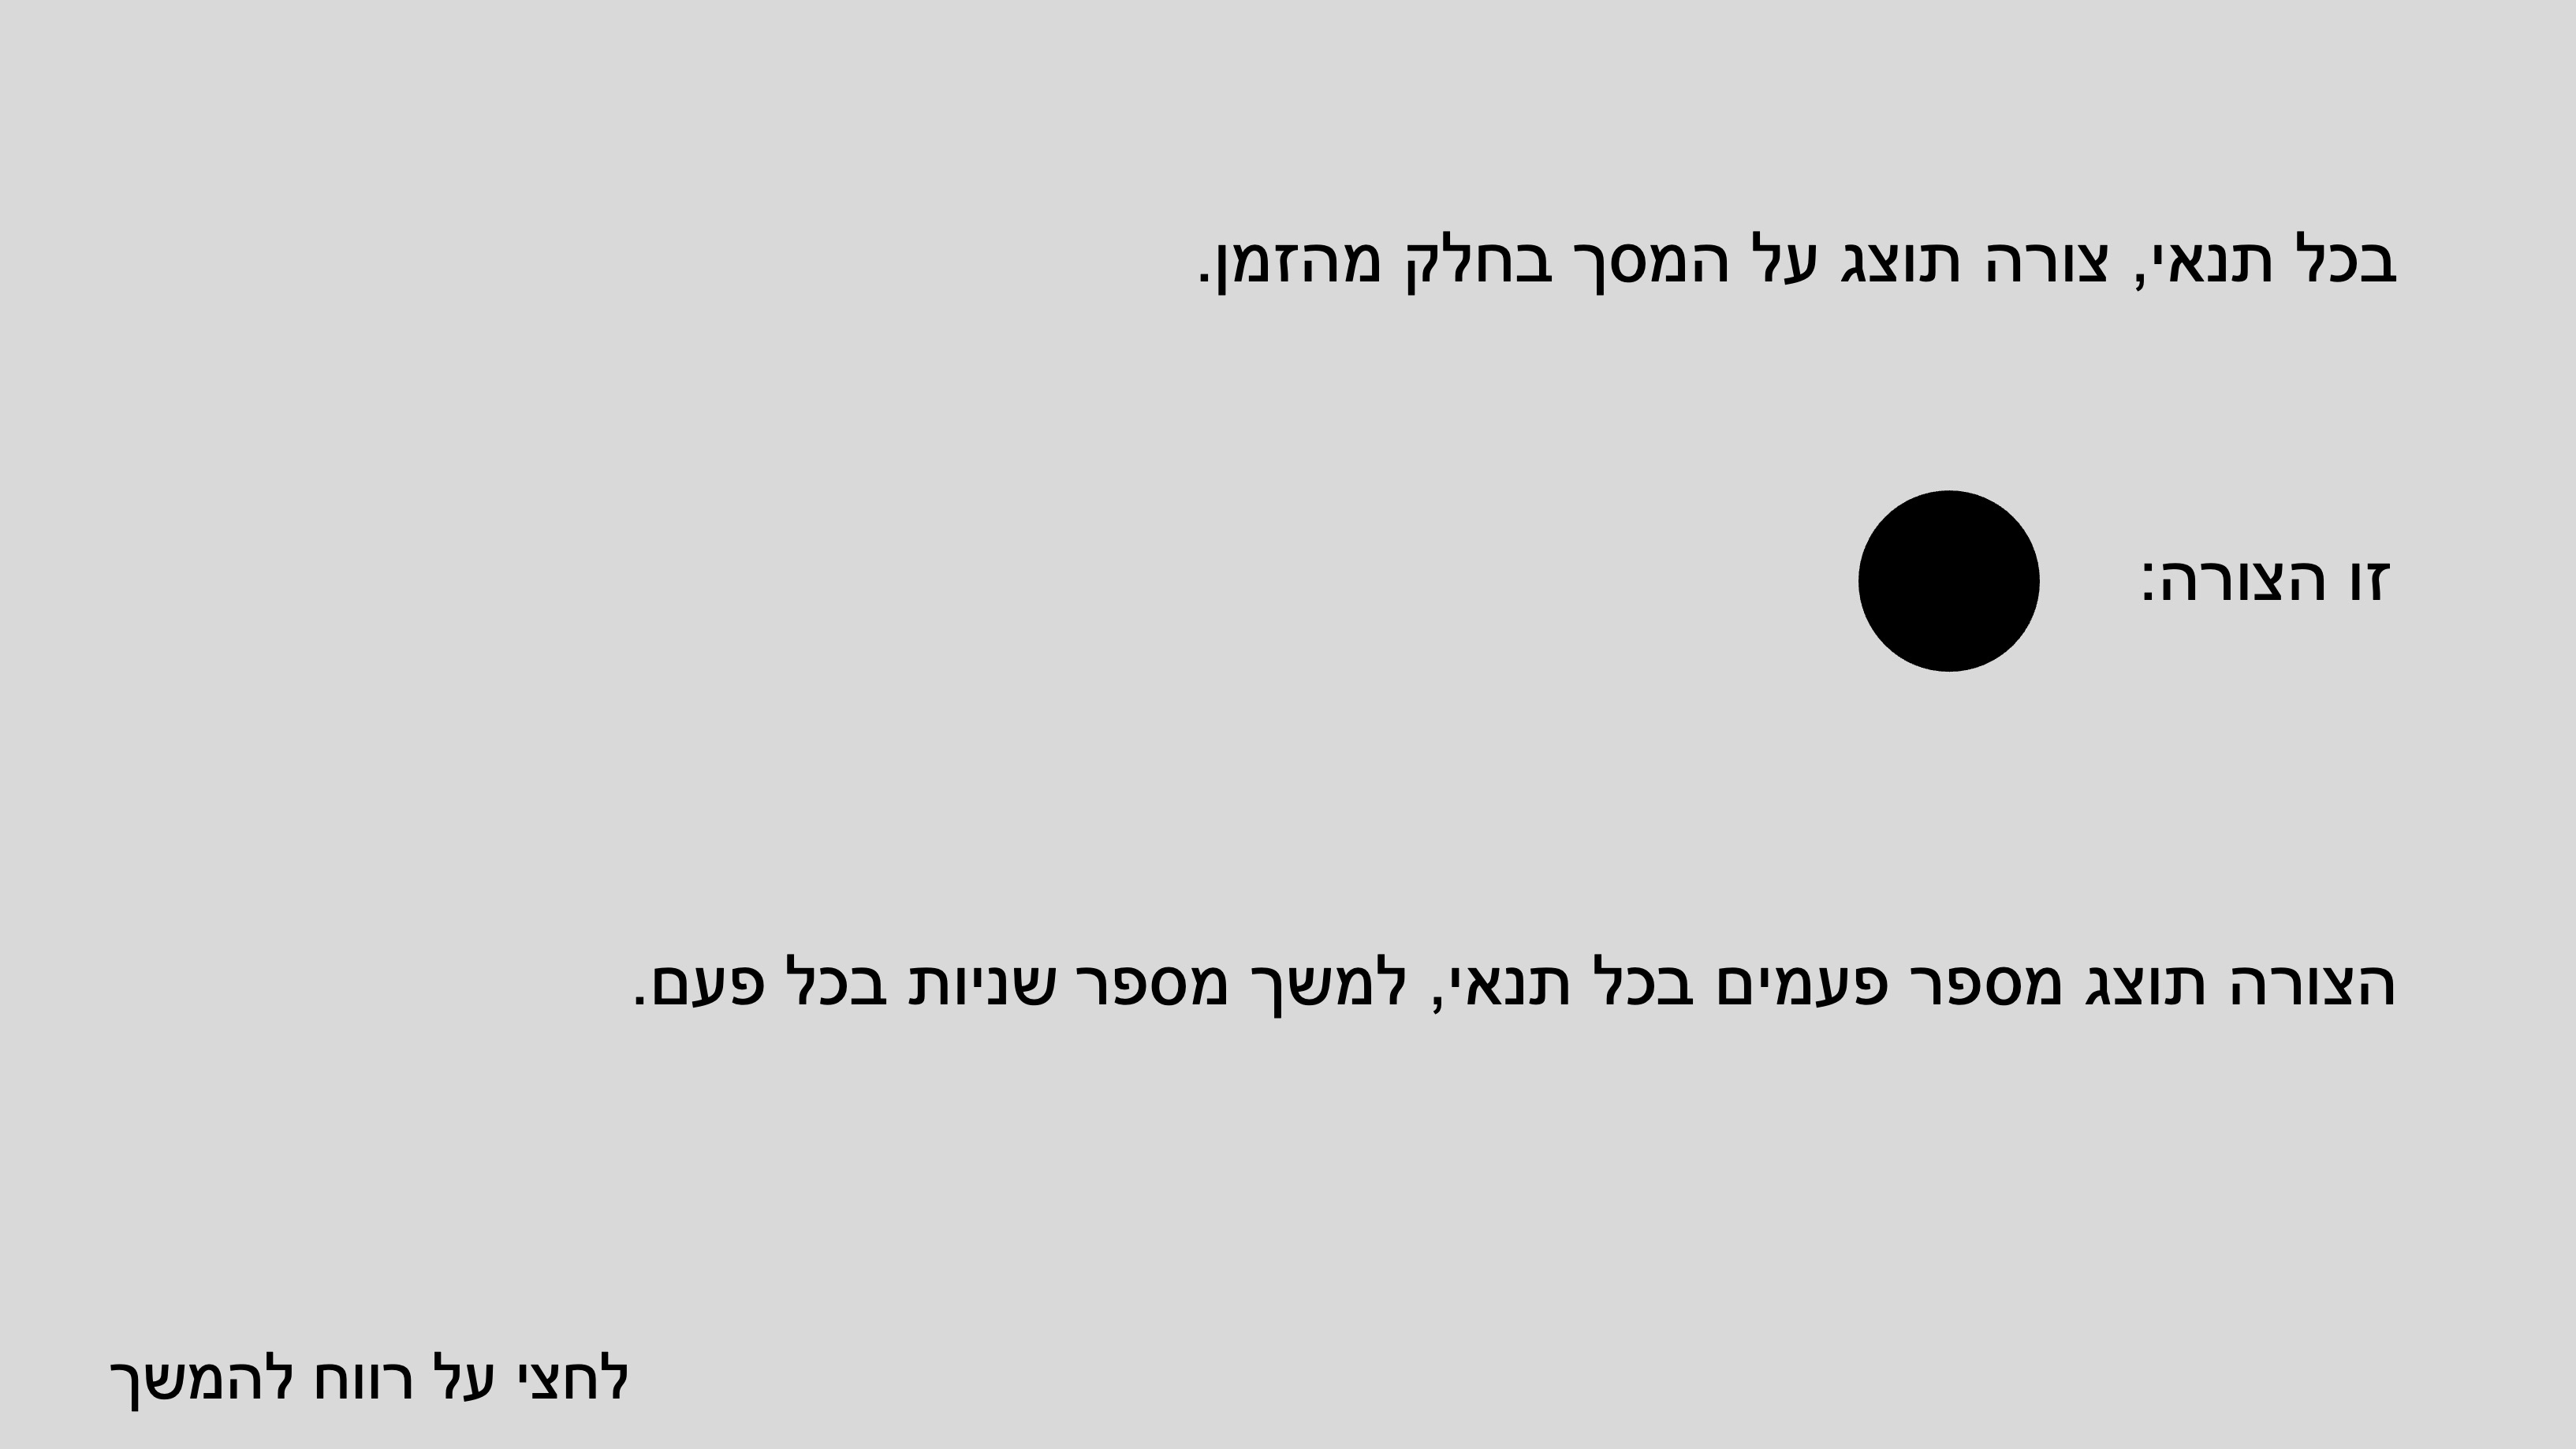 בכל תנאי, צורה תוצג על המסך בחלק מהזמן.
זו הצורה:
הצורה תוצג מספר פעמים בכל תנאי, למשך מספר שניות בכל פעם.
לחצי על רווח להמשך